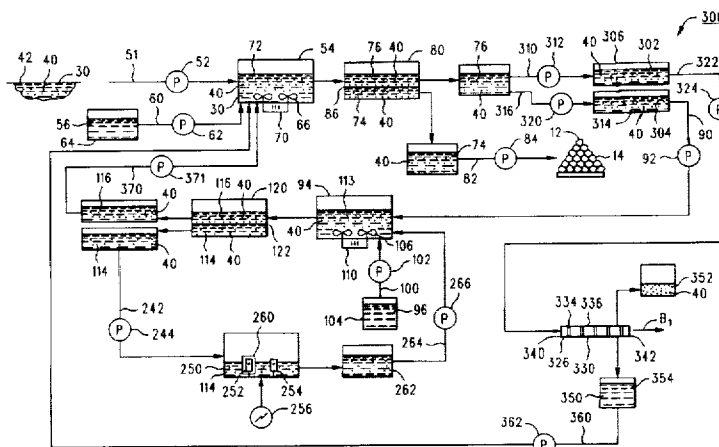 300
42 40 30 51 P 52 72 54 76 40 80 76 310 312 40 306 302 322
40 30 60 P 62 56 64 70 66 86 74 40 40 316 P 320 P 314 40 304 324 P 90
74 40 82 P 84 12 14 92 P
116 370 P 371 116 120 40 94 113
40 40 114 114 40 122 40 110 106
P 102 100 96 104 P 266 264
242 P 244 260 250 114 252 254 256 262
352 40 334 336 B₁ 340 326 330 342
350 354 362 P 360